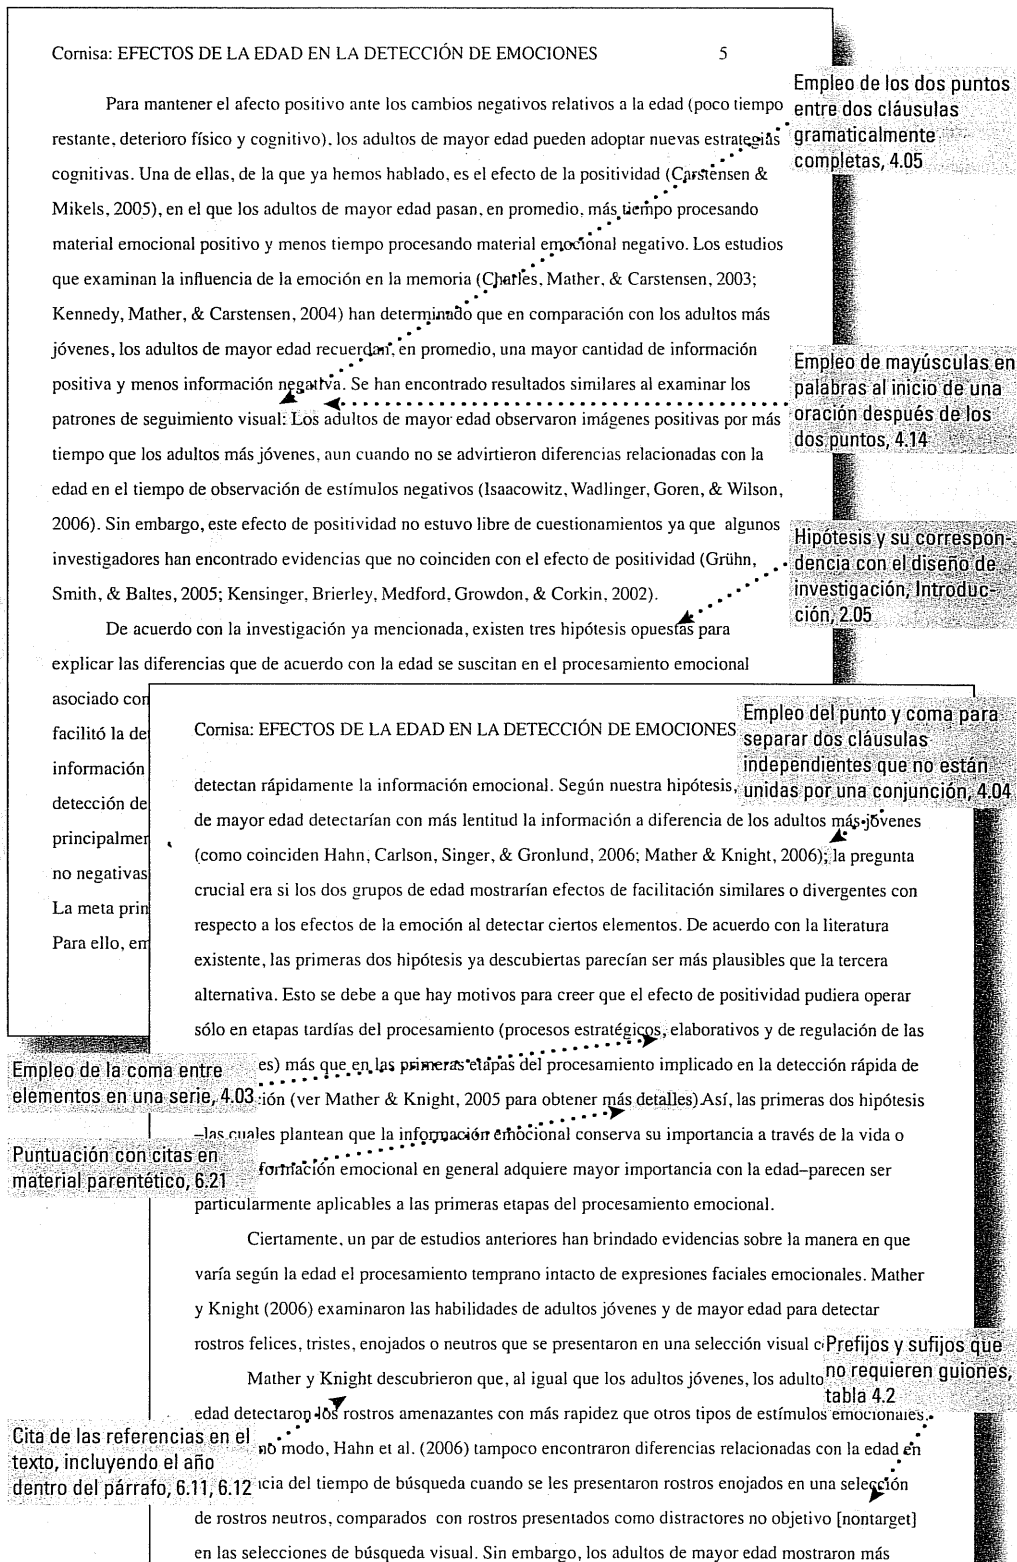 Cornisa: EFECTOS DE LA EDAD EN LA DETECCIÓN DE EMOCIONES 5
Para mantener el afecto positivo ante los cambios negativos relativos a la edad (poco tiempo
restante, deterioro físico y cognitivo), los adultos de mayor edad pueden adoptar nuevas estrategias
cognitivas. Una de ellas, de la que ya hemos hablado, es el efecto de la positividad (Carstensen &
Mikels, 2005), en el que los adultos de mayor edad pasan, en promedio, más tiempo procesando
material emocional positivo y menos tiempo procesando material emocional negativo. Los estudios
que examinan la influencia de la emoción en la memoria (Charles, Mather, & Carstensen, 2003;
Kennedy, Mather, & Carstensen, 2004) han determinado que en comparación con los adultos más
jóvenes, los adultos de mayor edad recuerdan, en promedio, una mayor cantidad de información
positiva y menos información negativa. Se han encontrado resultados similares al examinar los
patrones de seguimiento visual: Los adultos de mayor edad observaron imágenes positivas por más
tiempo que los adultos más jóvenes, aun cuando no se advirtieron diferencias relacionadas con la
edad en el tiempo de observación de estímulos negativos (Isaacowitz, Wadlinger, Goren, & Wilson,
2006). Sin embargo, este efecto de positividad no estuvo libre de cuestionamientos ya que algunos
investigadores han encontrado evidencias que no coinciden con el efecto de positividad (Grühn,
Smith, & Baltes, 2005; Kensinger, Brierley, Medford, Growdon, & Corkin, 2002).
De acuerdo con la investigación ya mencionada, existen tres hipótesis opuestas para
explicar las diferencias que de acuerdo con la edad se suscitan en el procesamiento emocional
asociado con
facilitó la de
información
detección de
principalmen
no negativas
La meta prin
Para ello, em
Empleo de los dos puntos
entre dos cláusulas
gramaticalmente
completas, 4.05
Empleo de mayúsculas en
palabras al inicio de una
oración después de los
dos puntos, 4.14
Hipótesis y su correspon-
dencia con el diseño de
investigación, Introduc-
ción, 2.05
Cornisa: EFECTOS DE LA EDAD EN LA DETECCIÓN DE EMOCIONES
detectan rápidamente la información emocional. Según nuestra hipótesis,
de mayor edad detectarían con más lentitud la información a diferencia de los adultos más jóvenes
(como coinciden Hahn, Carlson, Singer, & Gronlund, 2006; Mather & Knight, 2006); la pregunta
crucial era si los dos grupos de edad mostrarían efectos de facilitación similares o divergentes con
respecto a los efectos de la emoción al detectar ciertos elementos. De acuerdo con la literatura
existente, las primeras dos hipótesis ya descubiertas parecían ser más plausibles que la tercera
alternativa. Esto se debe a que hay motivos para creer que el efecto de positividad pudiera operar
sólo en etapas tardías del procesamiento (procesos estratégicos, elaborativos y de regulación de las
es) más que en las primeras etapas del procesamiento implicado en la detección rápida de
ión (ver Mather & Knight, 2005 para obtener más detalles).Así, las primeras dos hipótesis
–las cuales plantean que la información emocional conserva su importancia a través de la vida o
formación emocional en general adquiere mayor importancia con la edad–parecen ser
particularmente aplicables a las primeras etapas del procesamiento emocional.
Ciertamente, un par de estudios anteriores han brindado evidencias sobre la manera en que
varía según la edad el procesamiento temprano intacto de expresiones faciales emocionales. Mather
y Knight (2006) examinaron las habilidades de adultos jóvenes y de mayor edad para detectar
rostros felices, tristes, enojados o neutros que se presentaron en una selección visual c
Mather y Knight descubrieron que, al igual que los adultos jóvenes, los adulto
edad detectaron los rostros amenazantes con más rapidez que otros tipos de estímulos emocionales.
no modo, Hahn et al. (2006) tampoco encontraron diferencias relacionadas con la edad en
ncia del tiempo de búsqueda cuando se les presentaron rostros enojados en una selección
de rostros neutros, comparados con rostros presentados como distractores no objetivo [nontarget]
en las selecciones de búsqueda visual. Sin embargo, los adultos de mayor edad mostraron más
Empleo del punto y coma para
separar dos cláusulas
independientes que no están
unidas por una conjunción, 4.04
Empleo de la coma entre
elementos en una serie, 4.03
Puntuación con citas en
material parentético, 6.21
Prefijos y sufijos que
no requieren guiones,
tabla 4.2
Cita de las referencias en el
texto, incluyendo el año
dentro del párrafo, 6.11, 6.12